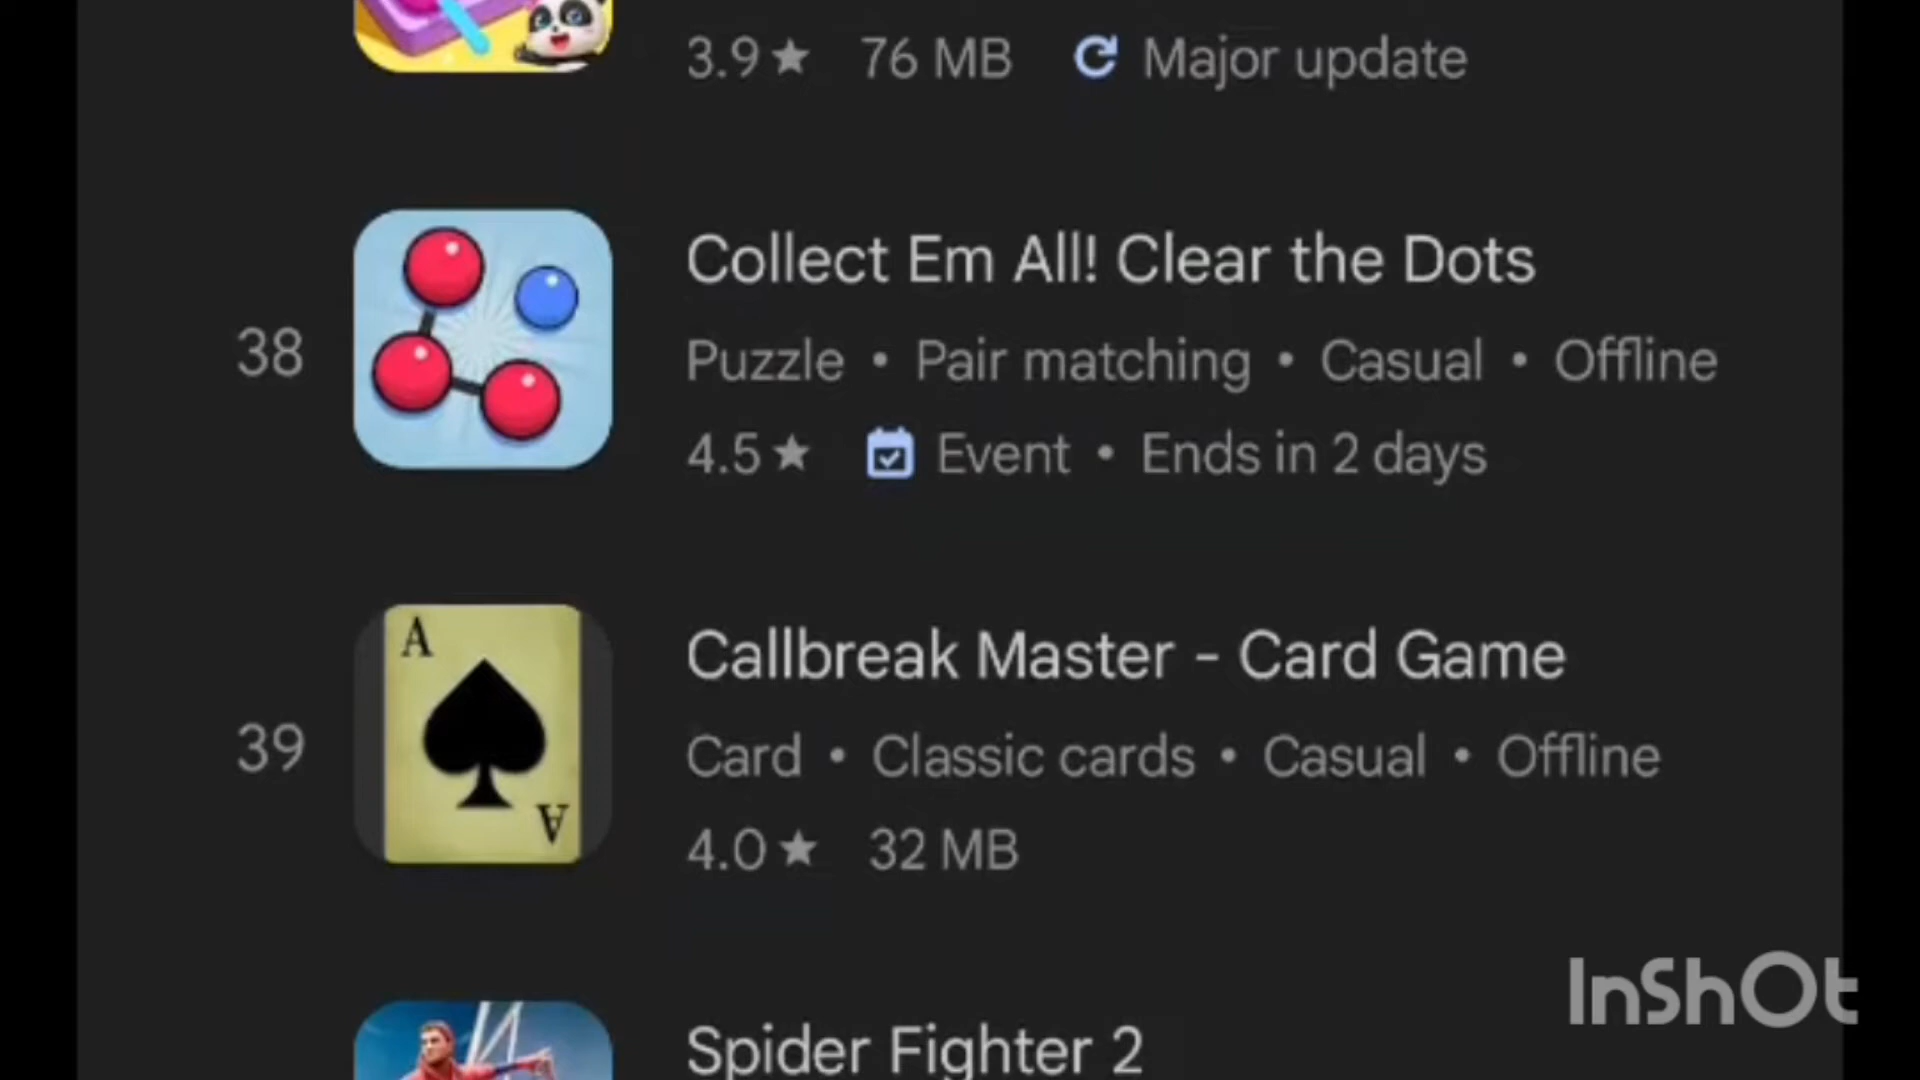 3.9★ 76 MB Major update
38
Collect Em All! Clear the Dots
Puzzle • Pair matching • Casual • Offline
4.5★ Event • Ends in 2 days
39
A
A
Callbreak Master - Card Game
Card • Classic cards • Casual • Offline
4.0★ 32 MB
Spider Fighter 2
InShOt